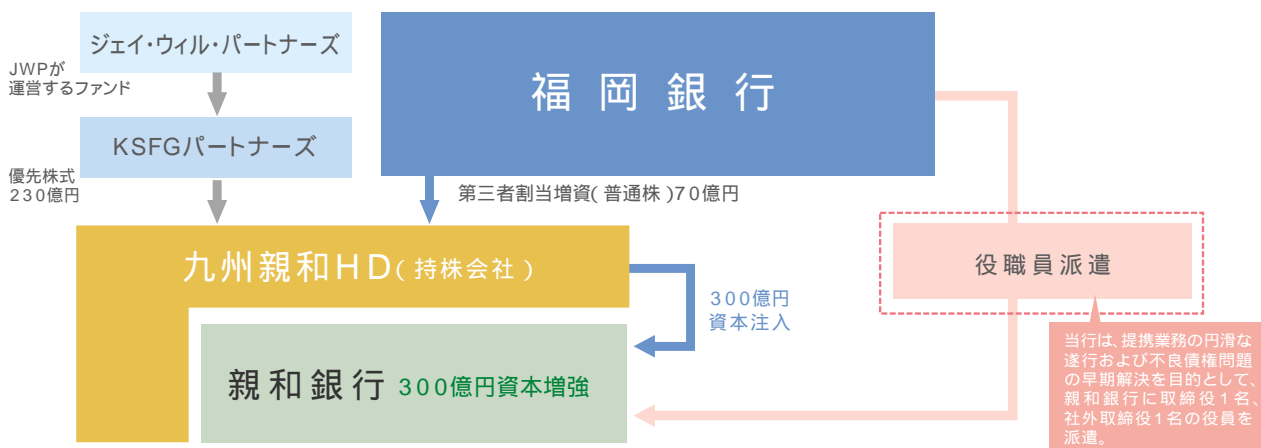 ジェイ・ウィル・パートナーズ
JWPが
運営するファンド
KSFGパートナーズ
優先株式
230億円
福岡銀行
第三者割当増資(普通株)70億円
九州親和HD(持株会社)
300億円
資本注入
親和銀行 300億円資本増強
役職員派遣
当行は、提携業務の円滑な
遂行および不良債権問題
の早期解決を目的として、
親和銀行に取締役1名、
社外取締役1名の役員を
派遣。